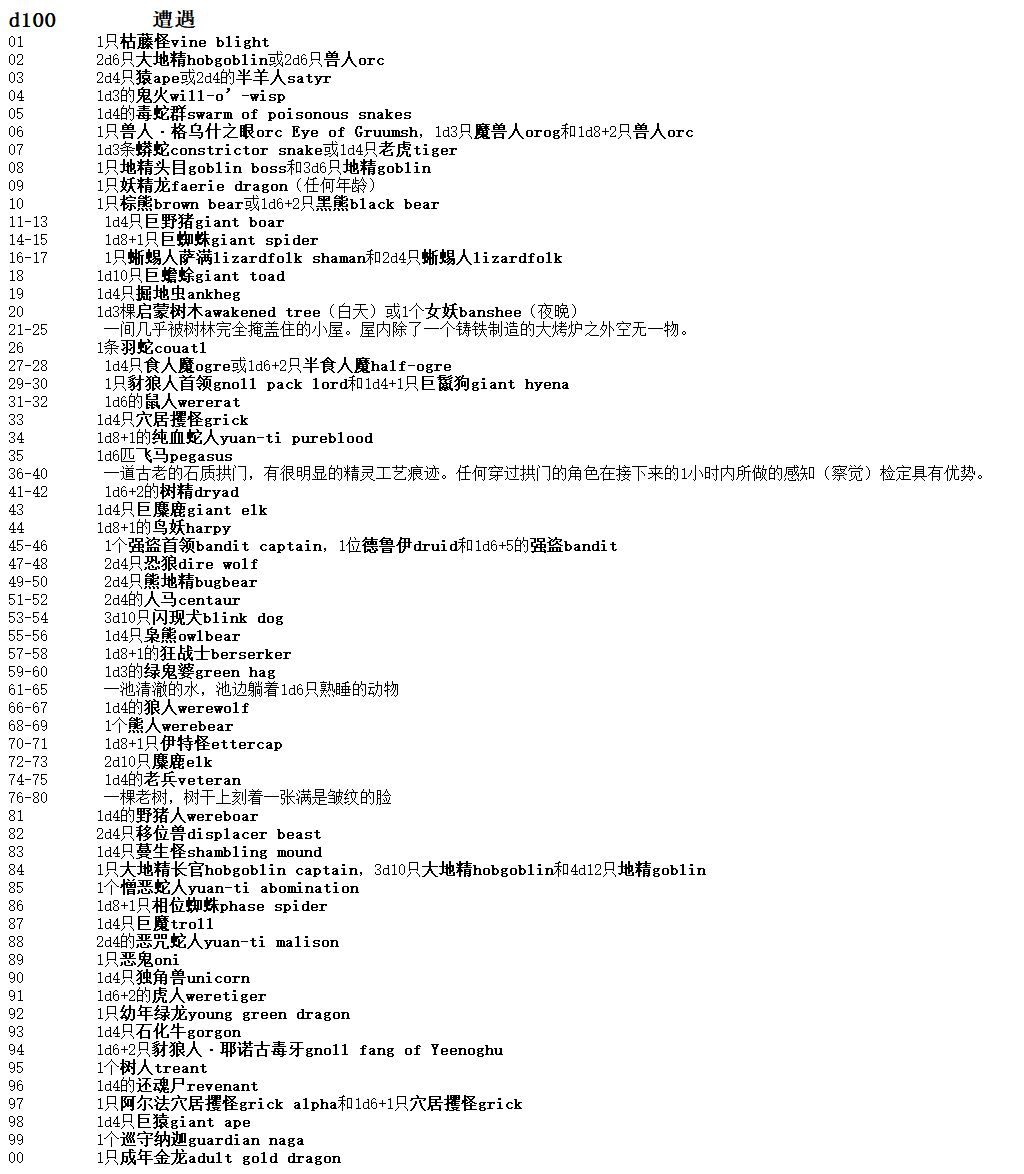 d100 遭遇
01 1只枯藤怪vine blight
02 2d6只大地精hobgoblin或2d6只兽人orc
03 2d4只猿ape或2d4的半羊人satyr
04 1d3的鬼火will-o’-wisp
05 1d4的毒蛇群swarm of poisonous snakes
06 1只兽人·格乌什之眼orc Eye of Gruumsh，1d3只魔兽人orog和1d8+2只兽人orc
07 1d3条蟒蛇constrictor snake或1d4只老虎tiger
08 1只地精头目goblin boss和3d6只地精goblin
09 1只妖精龙faerie dragon（任何年龄）
10 1只棕熊brown bear或1d6+2只黑熊black bear
11-13 1d4只巨野猪giant boar
14-15 1d8+1只巨蜘蛛giant spider
16-17 1只蜥蜴人萨满lizardfolk shaman和2d4只蜥蜴人lizardfolk
18 1d10只巨蟾蜍giant toad
19 1d4只掘地虫ankheg
20 1d3棵启蒙树木awakened tree（白天）或1个女妖banshee（夜晚）
21-25 一间几乎被树林完全掩盖住的小屋。屋内除了一个铸铁制造的大烤炉之外空无一物。
26 1条羽蛇couatl
27-28 1d4只食人魔ogre或1d6+2只半食人魔half-ogre
29-30 1只豺狼人首领gnoll pack lord和1d4+1只巨鬣狗giant hyena
31-32 1d6的鼠人wererat
33 1d4只穴居攫怪grick
34 1d8+1的纯血蛇人yuan-ti pureblood
35 1d6匹飞马pegasus
36-40 一道古老的石质拱门，有很明显的精灵工艺痕迹。任何穿过拱门的角色在接下来的1小时内所做的感知（察觉）检定具有优势。
41-42 1d6+2的树精dryad
43 1d4只巨麋鹿giant elk
44 1d8+1的鸟妖harpy
45-46 1个强盗首领bandit captain，1位德鲁伊druid和1d6+5的强盗bandit
47-48 2d4只恐狼dire wolf
49-50 2d4只熊地精bugbear
51-52 2d4的人马centaur
53-54 3d10只闪现犬blink dog
55-56 1d4只枭熊owlbear
57-58 1d8+1的狂战士berserker
59-60 1d3的绿鬼婆green hag
61-65 一池清澈的水，池边躺着1d6只熟睡的动物
66-67 1d4的狼人werewolf
68-69 1个熊人werebear
70-71 1d8+1只伊特怪ettercap
72-73 2d10只麋鹿elk
74-75 1d4的老兵veteran
76-80 一棵老树，树干上刻着一张满是皱纹的脸
81 1d4的野猪人wereboar
82 2d4只移位兽displacer beast
83 1d4只蔓生怪shambling mound
84 1只大地精长官hobgoblin captain，3d10只大地精hobgoblin和4d12只地精goblin
85 1个憎恶蛇人yuan-ti abomination
86 1d8+1只相位蜘蛛phase spider
87 1d4只巨魔troll
88 2d4的恶咒蛇人yuan-ti malison
89 1只恶鬼oni
90 1d4只独角兽unicorn
91 1d6+2的虎人weretiger
92 1只幼年绿龙young green dragon
93 1d4只石化牛gorgon
94 1d6+2只豺狼人·耶诺古毒牙gnoll fang of Yeenoghu
95 1个树人treant
96 1d4的还魂尸revenant
97 1只阿尔法穴居攫怪grick alpha和1d6+1只穴居攫怪grick
98 1d4只巨猿giant ape
99 1个巡守纳迦guardian naga
00 1只成年金龙adult gold dragon